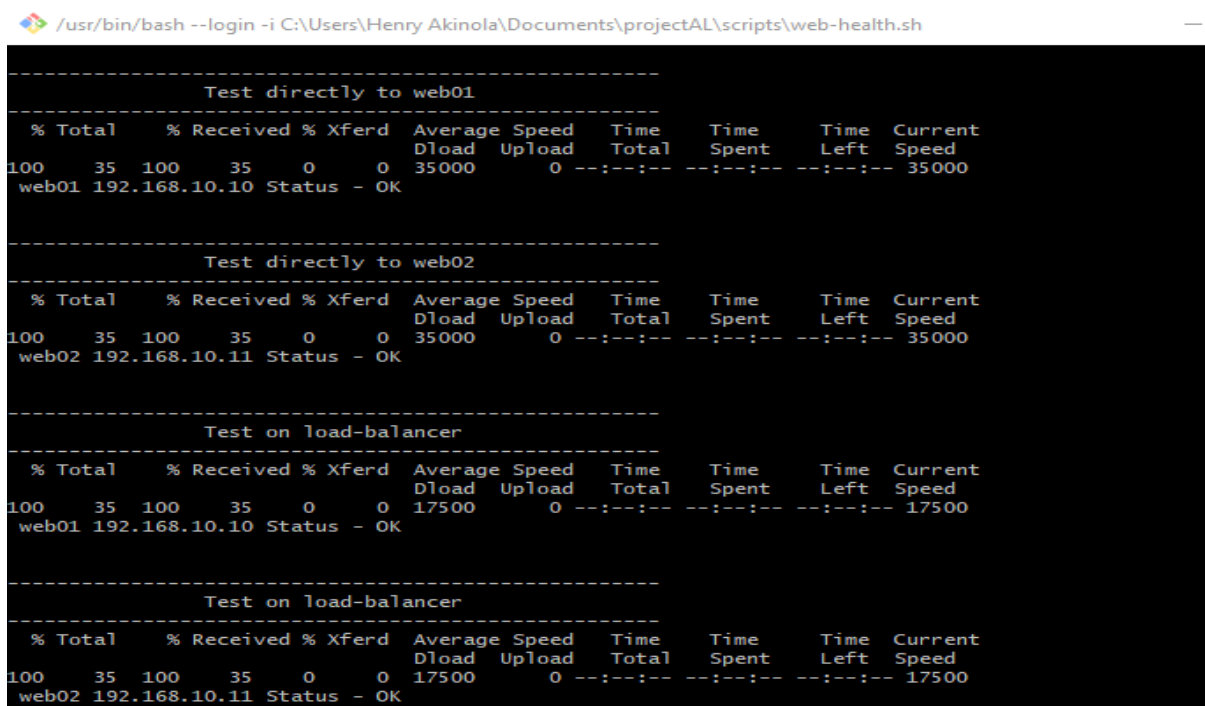 /usr/bin/bash --login -i C:\Users\Henry Akinola\Documents\projectAL\scripts\web-health.sh
-----------------------------------------------------
Test directly to web01
-----------------------------------------------------
% Total % Received % Xferd Average Speed Time Time Time Current
Dload Upload Total Spent Left Speed
100 35 100 35 0 0 35000 0 --:--:-- --:--:-- --:--:-- 35000
web01 192.168.10.10 Status - OK
-----------------------------------------------------
Test directly to web02
-----------------------------------------------------
% Total % Received % Xferd Average Speed Time Time Time Current
Dload Upload Total Spent Left Speed
100 35 100 35 0 0 35000 0 --:--:-- --:--:-- --:--:-- 35000
web02 192.168.10.11 Status - OK
-----------------------------------------------------
Test on load-balancer
-----------------------------------------------------
% Total % Received % Xferd Average Speed Time Time Time Current
Dload Upload Total Spent Left Speed
100 35 100 35 0 0 17500 0 --:--:-- --:--:-- --:--:-- 17500
web01 192.168.10.10 Status - OK
-----------------------------------------------------
Test on load-balancer
-----------------------------------------------------
% Total % Received % Xferd Average Speed Time Time Time Current
Dload Upload Total Spent Left Speed
100 35 100 35 0 0 17500 0 --:--:-- --:--:-- --:--:-- 17500
web02 192.168.10.11 Status - OK